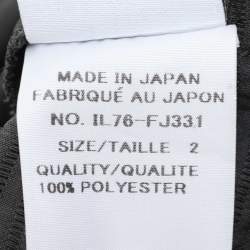 MADE IN JAPAN
FABRIQUÉ AU JAPON
NO. IL76-FJ331
SIZE/TAILLE 2
QUALITY/QUALITE
100% POLYESTER